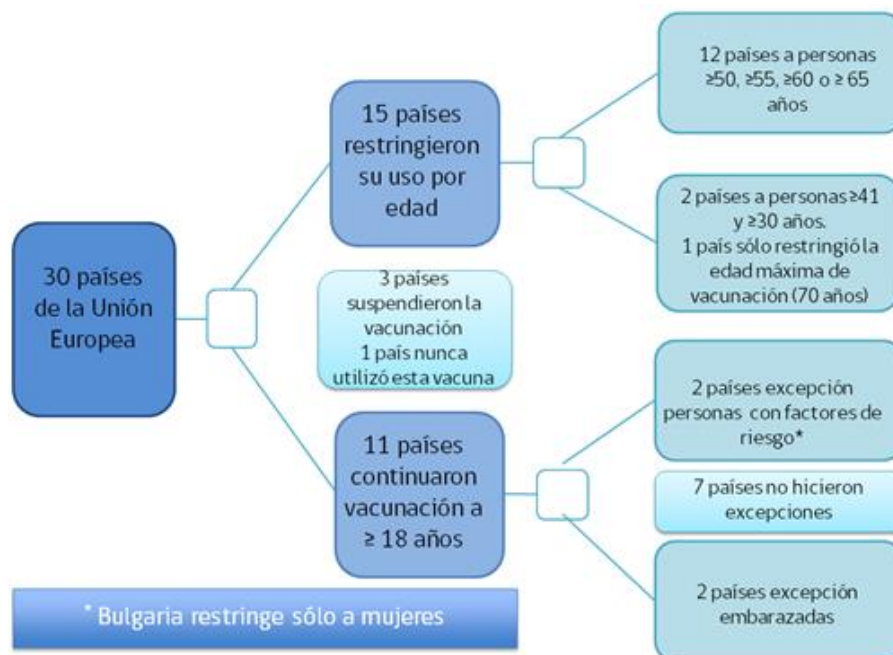 30 países
de la Unión
Europea
15 países
restringieron
su uso por
edad
3 países
suspendieron la
vacunación
1 país nunca
utilizó esta vacuna
11 países
continuaron
vacunación a
≥ 18 años
12 países a personas
≥50, ≥55, ≥60 o ≥ 65
años
2 países a personas ≥41
y ≥30 años.
1 país sólo restringió la
edad máxima de
vacunación (70 años)
2 países excepción
personas con factores de
riesgo*
7 países no hicieron
excepciones
2 países excepción
embarazadas
* Bulgaria restringe sólo a mujeres